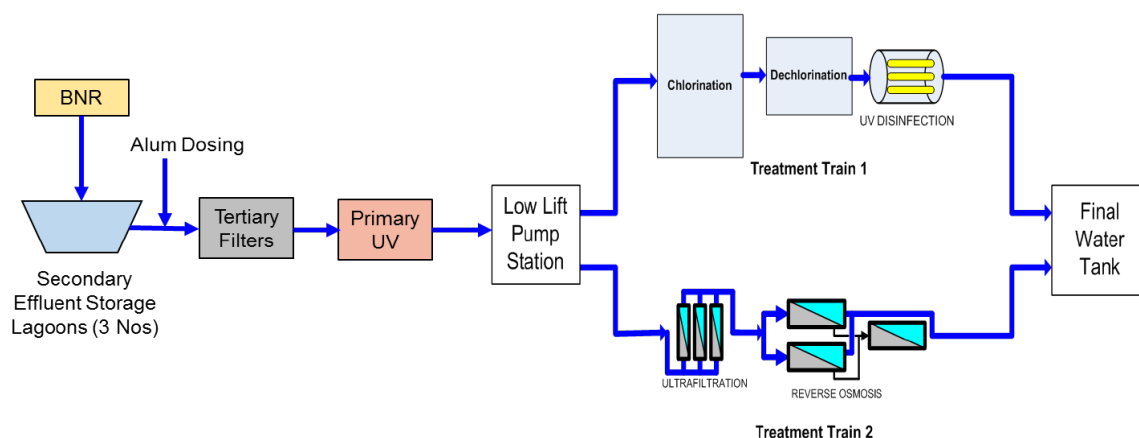 BNR
Alum Dosing
Secondary
Effluent Storage
Lagoons (3 Nos)
Tertiary
Filters
Primary
UV
Low Lift
Pump
Station
Chlorination
Dechlorination
UV DISINFECTION
Treatment Train 1
ULTRAFILTRATION
REVERSE OSMOSIS
Treatment Train 2
Final
Water
Tank